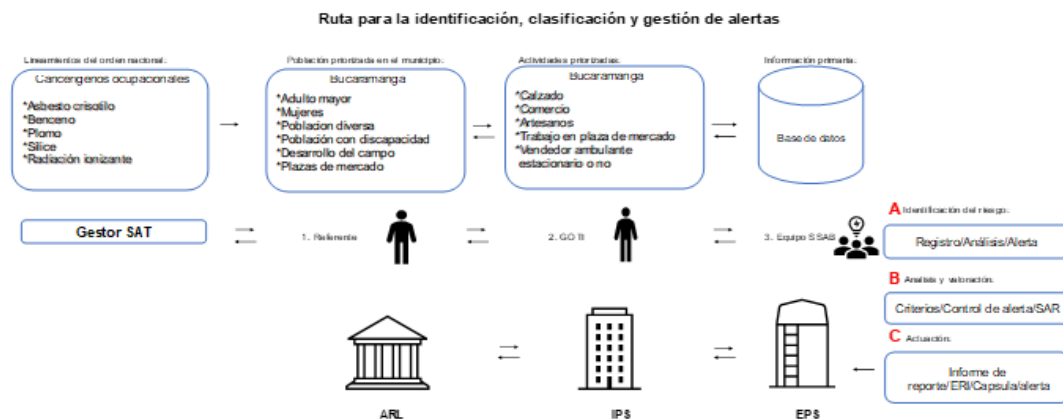 Ruta para la identificación, clasificación y gestión de alertas
Lineamientos del orden nacional:
Cancerígenos ocupacionales
*Asbesto crisotilo
*Benceno
*Plomo
*Sílice
*Radiación ionizante
Población priorizada en el municipio:
Bucaramanga
*Adulto mayor
*Mujeres
*Poblacion diversa
*Población con discapacidad
*Desarrollo del campo
*Plazas de mercado
Actividades priorizadas:
Bucaramanga
*Calzado
*Comercio
*Artesanos
*Trabajo en plaza de mercado
*Vendedor ambulante
estacionario o no
Información primaria:
Base de datos
Gestor SAT
1. Referente
2. GOTI
3. Equipo SSAB
A Identificación del riesgo:
Registro/Análisis/Alerta
B Analisis y valoración:
Criterios/Control de alerta/SAR
C Actuación:
Informe de
reporte/ERI/Capsula/alerta
ARL
IPS
EPS